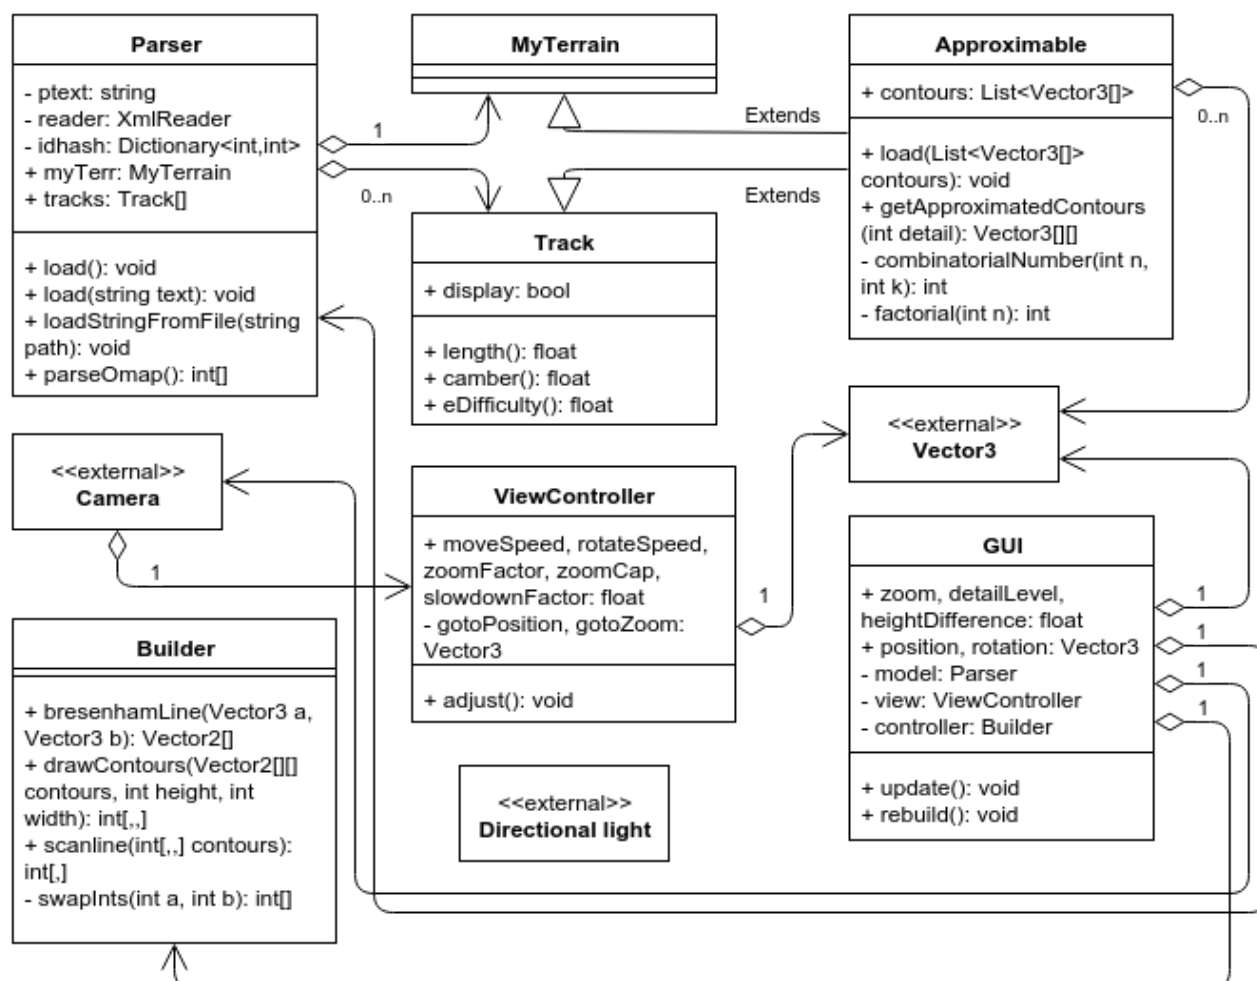 Parser
- ptext: string
- reader: XmlReader
- idhash: Dictionary<int,int>
+ myTerr: MyTerrain
+ tracks: Track[]
+ load(): void
+ load(string text): void
+ loadStringFromFile(string
path): void
+ parseOmap(): int[]
1
0..n
MyTerrain
Extends
Extends
Track
+ display: bool
+ length(): float
+ camber(): float
+ eDifficulty(): float
Approximable
+ contours: List<Vector3[]>
+ load(List<Vector3[]>
contours): void
+ getApproximatedContours
(int detail): Vector3[][]
- combinatorialNumber(int n,
int k): int
- factorial(int n): int
0..n
<<external>>
Camera
1
ViewController
+ moveSpeed, rotateSpeed,
zoomFactor, zoomCap,
slowdownFactor: float
- gotoPosition, gotoZoom:
Vector3
+ adjust(): void
1
<<external>>
Vector3
GUI
+ zoom, detailLevel,
heightDifference: float
+ position, rotation: Vector3
- model: Parser
- view: ViewController
- controller: Builder
+ update(): void
+ rebuild(): void
1
1
1
1
Builder
+ bresenhamLine(Vector3 a,
Vector3 b): Vector2[]
+ drawContours(Vector2[][]
contours, int height, int
width): int[,,]
+ scanline(int[,,] contours):
int[,]
- swapInts(int a, int b): int[]
<<external>>
Directional light